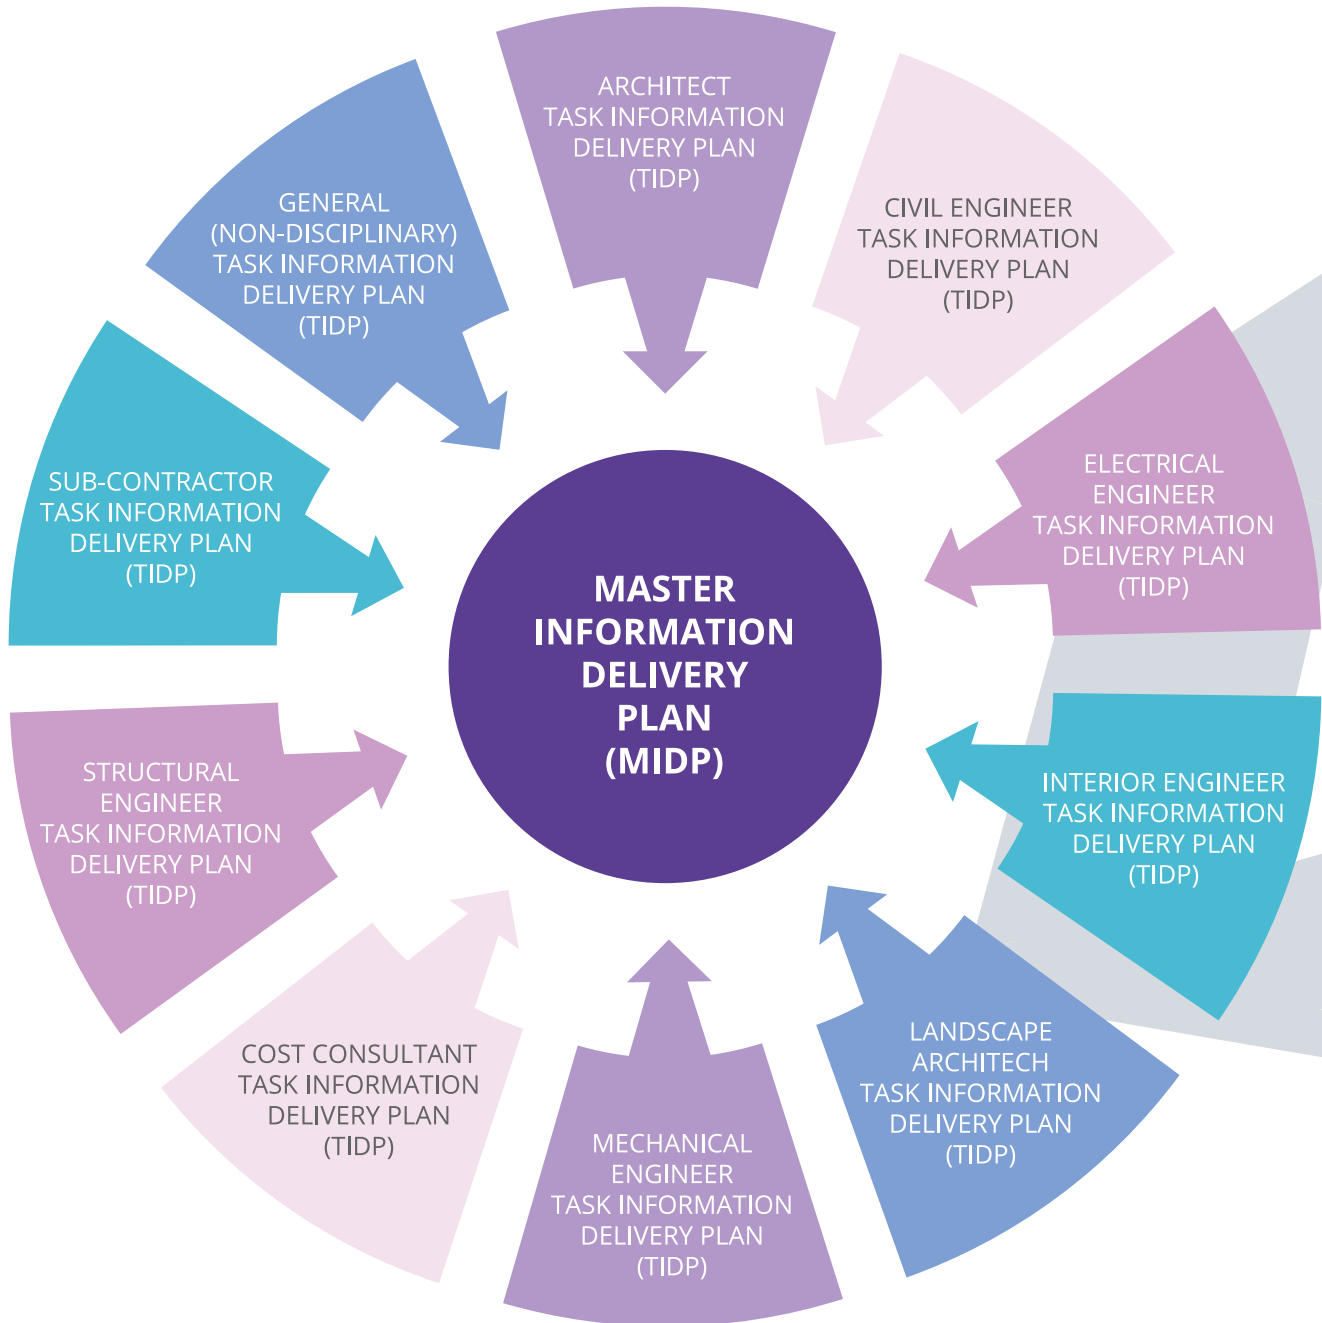 ARCHITECT
TASK INFORMATION
DELIVERY PLAN
(TIDP)
CIVIL ENGINEER
TASK INFORMATION
DELIVERY PLAN
(TIDP)
ELECTRICAL
ENGINEER
TASK INFORMATION
DELIVERY PLAN
(TIDP)
INTERIOR ENGINEER
TASK INFORMATION
DELIVERY PLAN
(TIDP)
LANDSCAPE
ARCHITECH
TASK INFORMATION
DELIVERY PLAN
(TIDP)
MECHANICAL
ENGINEER
TASK INFORMATION
DELIVERY PLAN
(TIDP)
COST CONSULTANT
TASK INFORMATION
DELIVERY PLAN
(TIDP)
STRUCTURAL
ENGINEER
TASK INFORMATION
DELIVERY PLAN
(TIDP)
SUB-CONTRACTOR
TASK INFORMATION
DELIVERY PLAN
(TIDP)
GENERAL
(NON-DISCIPLINARY)
TASK INFORMATION
DELIVERY PLAN
(TIDP)
MASTER
INFORMATION
DELIVERY
PLAN
(MIDP)